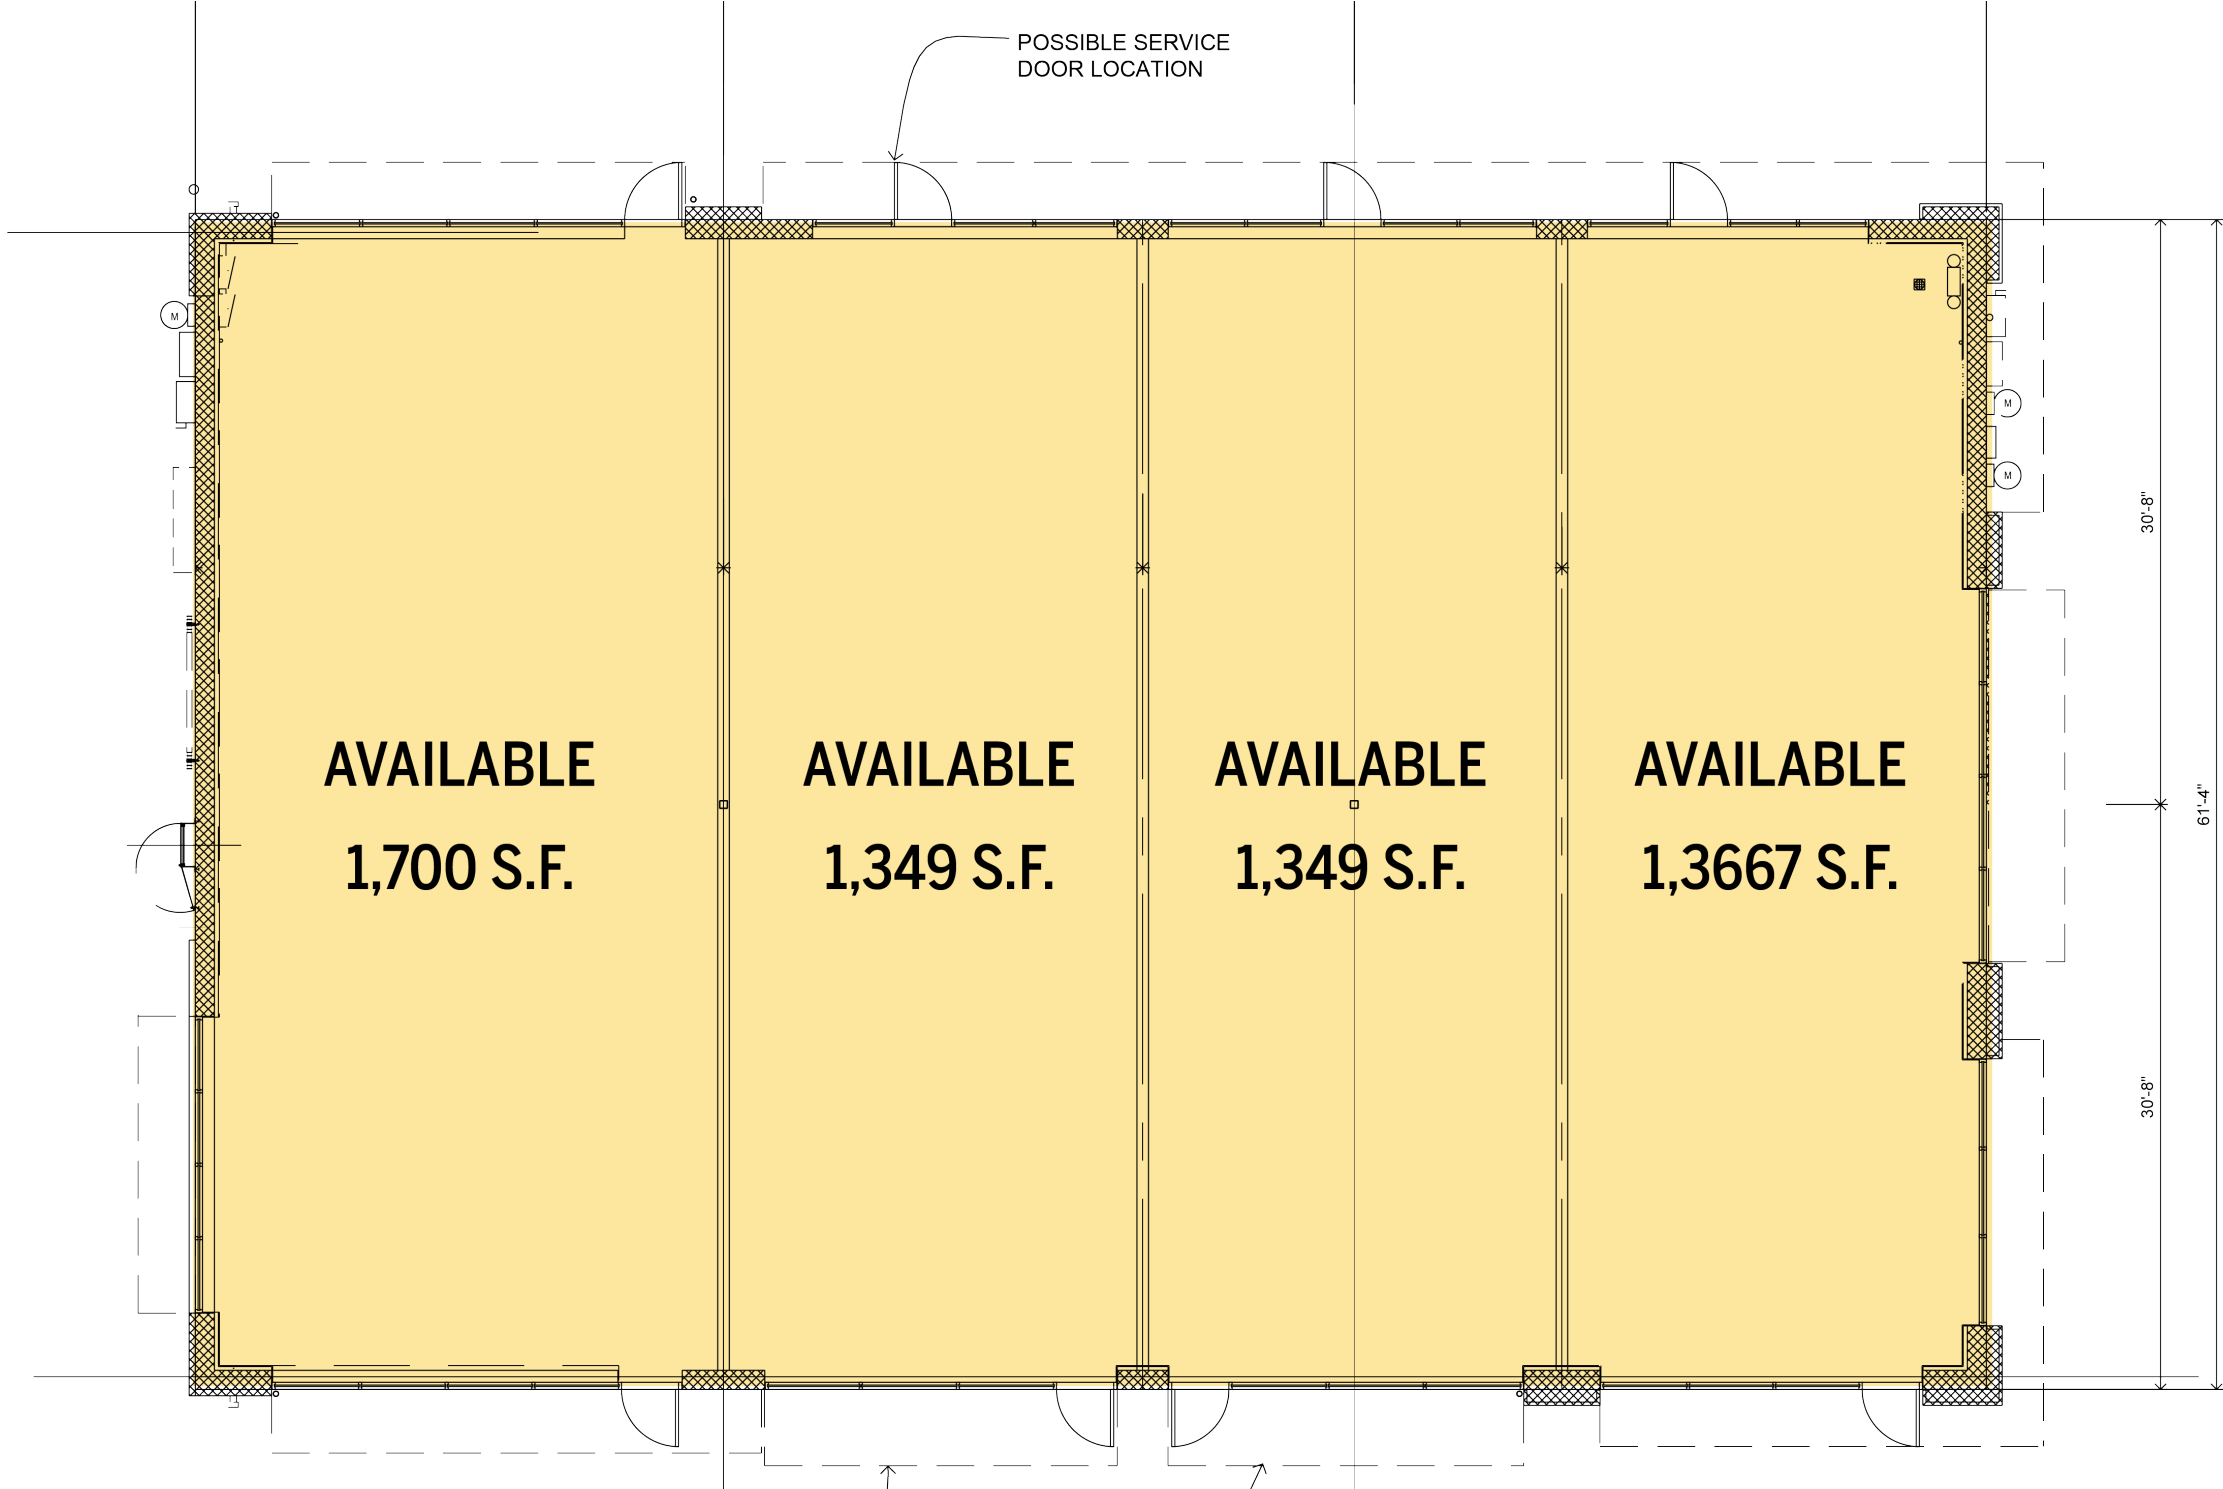 POSSIBLE SERVICE
DOOR LOCATION
M
M
M
30'-8"
61'-4"
30'-8"
AVAILABLE
1,700 S.F.
AVAILABLE
1,349 S.F.
AVAILABLE
1,349 S.F.
AVAILABLE
1,3667 S.F.